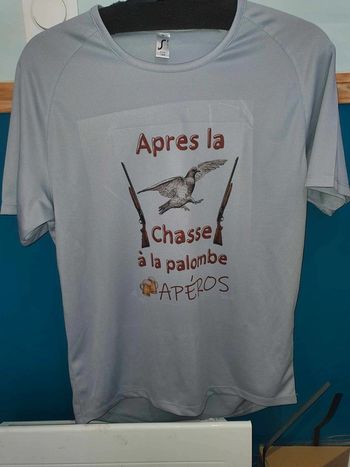 Apres la
Chasse
à la palombe
APÉROS